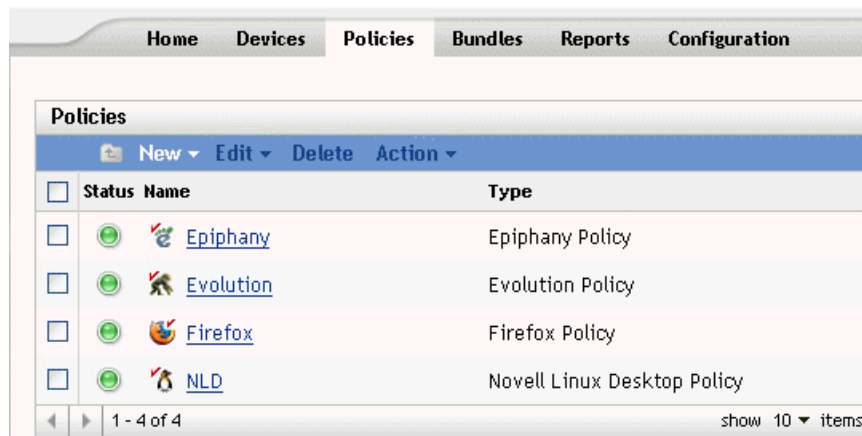 Home Devices Policies Bundles Reports Configuration
Policies
New Edit Delete Action
Status Name Type
Epiphany Epiphany Policy
Evolution Evolution Policy
Firefox Firefox Policy
NLD Novell Linux Desktop Policy
1 - 4 of 4 show 10 items